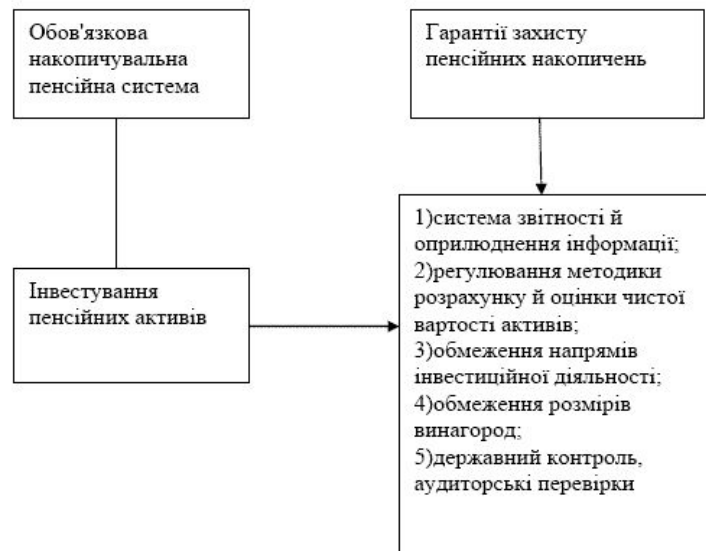 Обов'язкова
накопичувальна
пенсійна система
Гарантії захисту
пенсійних накопичень
Інвестування
пенсійних активів
1)система звітності й
оприлюднення інформації;
2)регулювання методики
розрахунку й оцінки чистої
вартості активів;
3)обмеження напрямів
інвестиційної діяльності;
4)обмеження розмірів
винагород;
5)державний контроль,
аудиторські перевірки